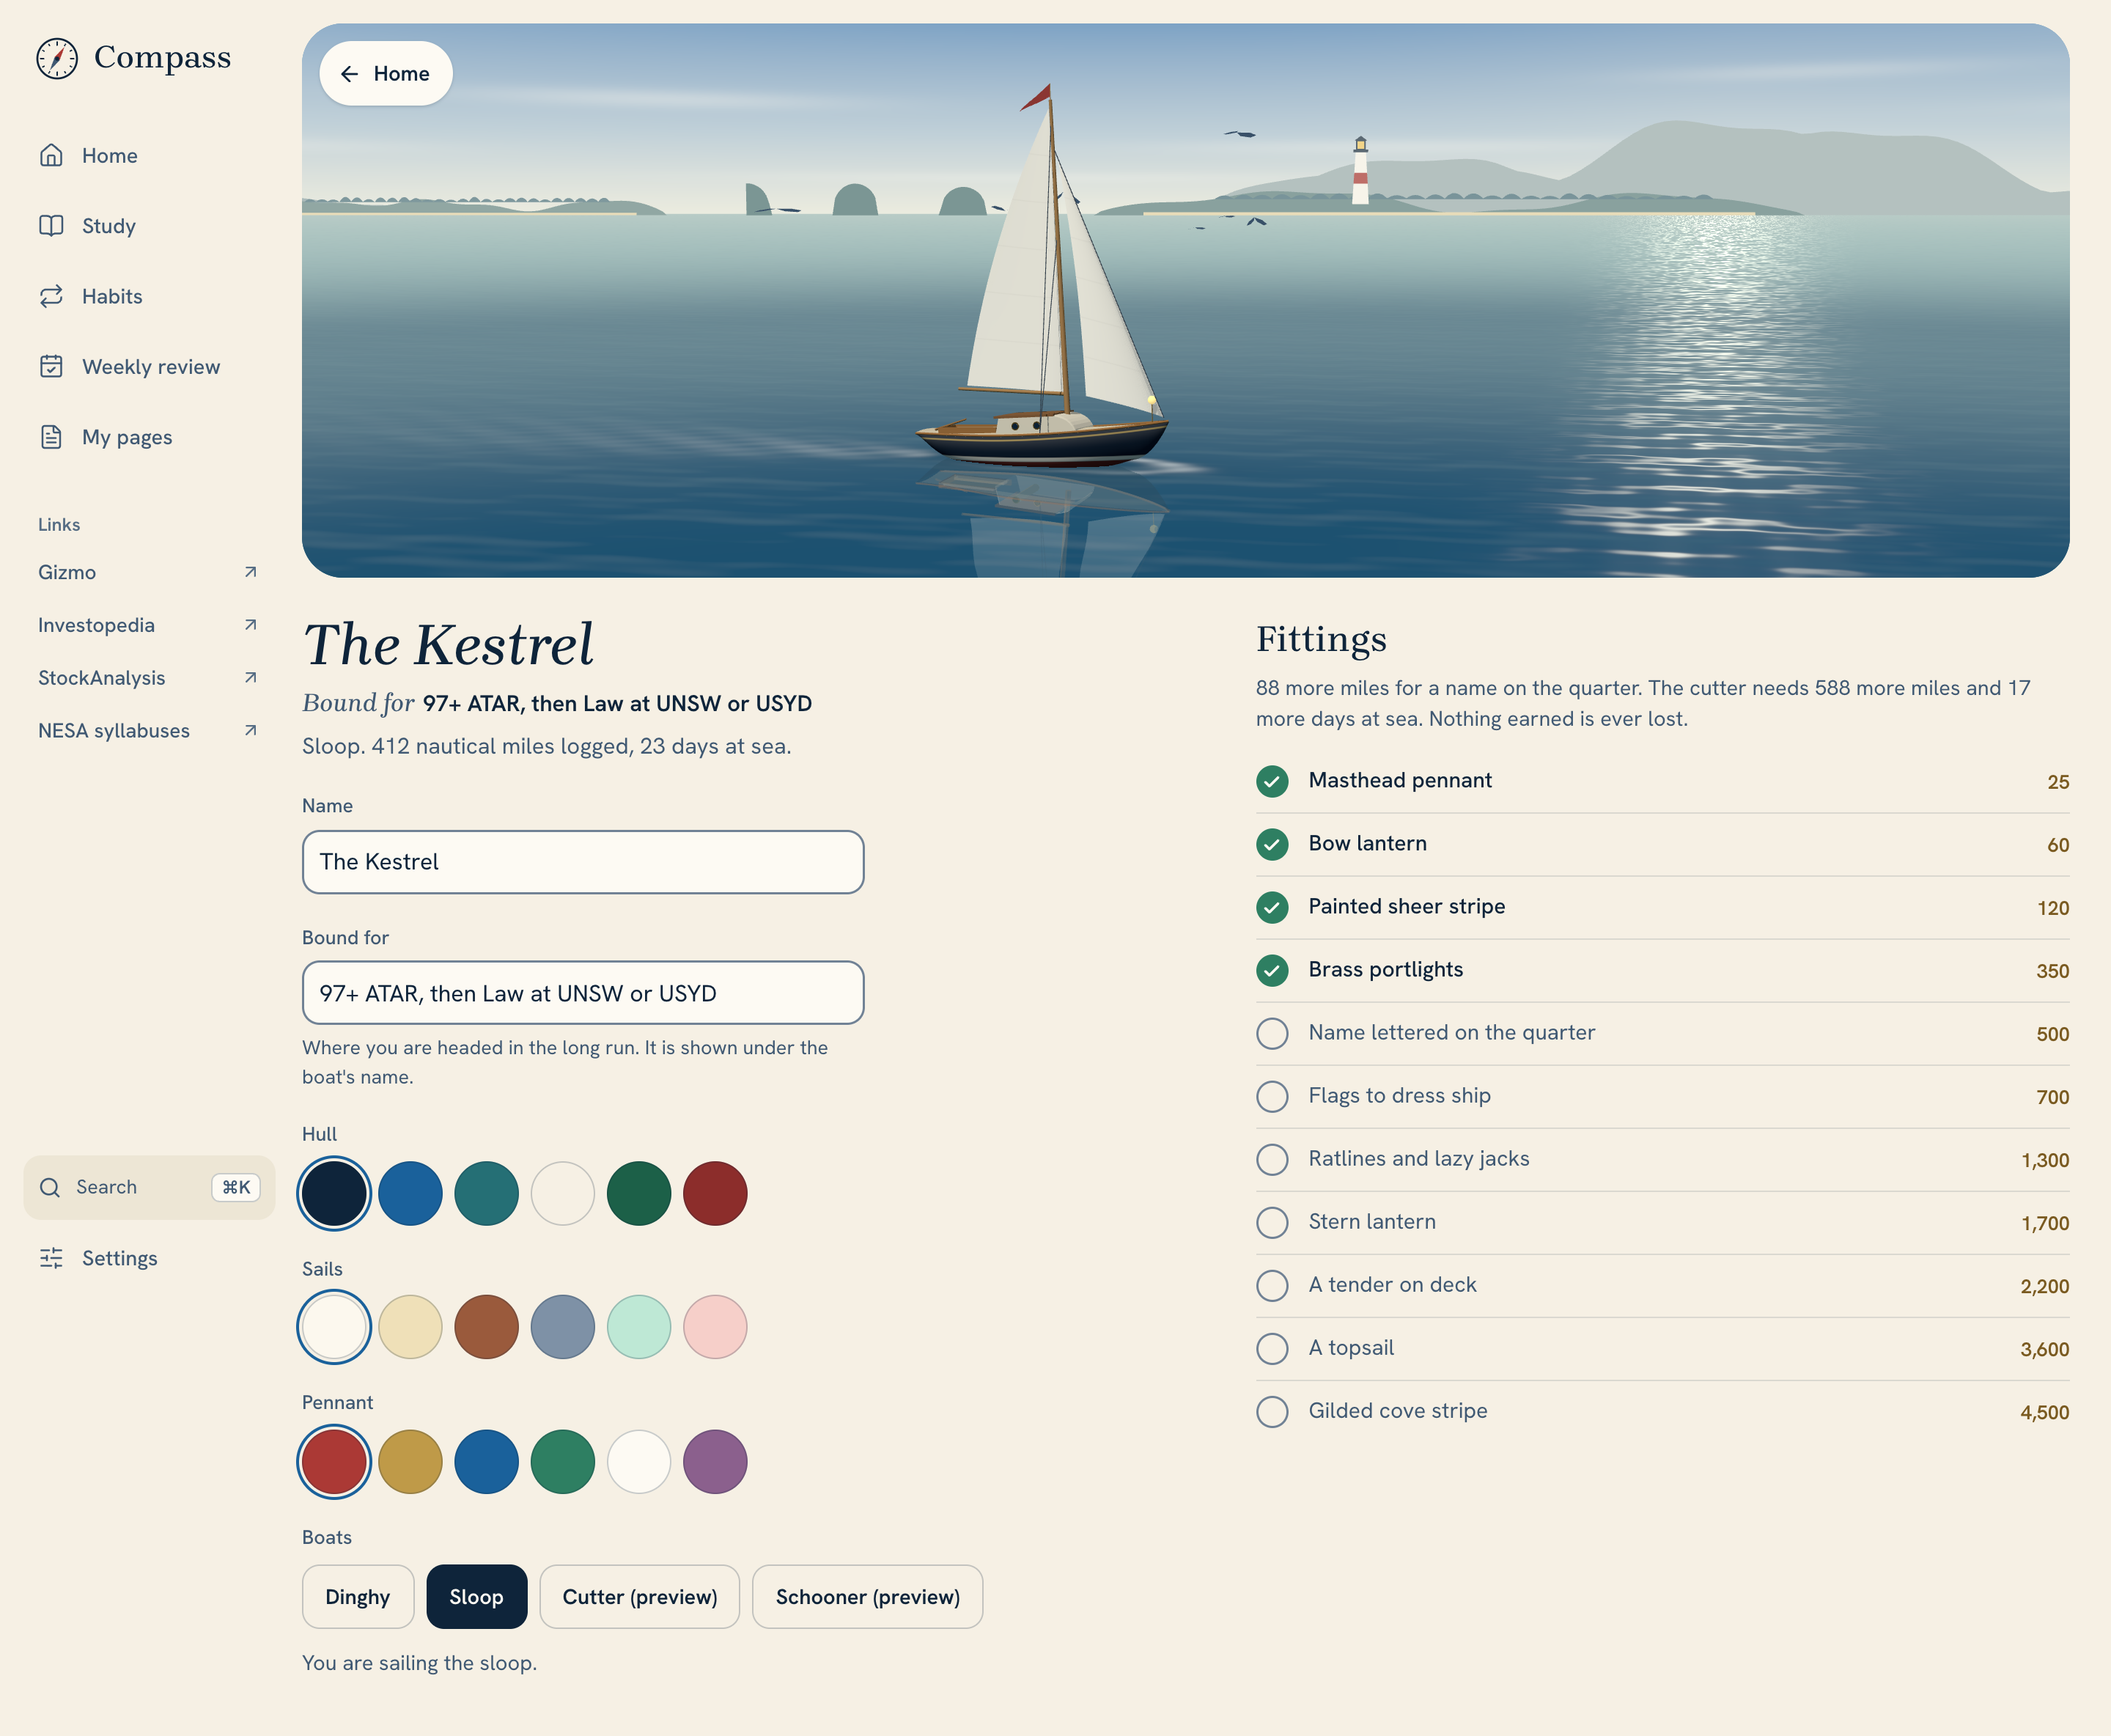 Compass
Home
Study
Habits
Weekly review
My pages
Links
Gizmo
Investopedia
StockAnalysis
NESA syllabuses
Search
⌘K
Settings
Home
The Kestrel
Bound for 97+ ATAR, then Law at UNSW or USYD
Sloop. 412 nautical miles logged, 23 days at sea.
Name
The Kestrel
Bound for
97+ ATAR, then Law at UNSW or USYD
Where you are headed in the long run. It is shown under the
boat's name.
Hull
Sails
Pennant
Boats
Dinghy
Sloop
Cutter (preview)
Schooner (preview)
You are sailing the sloop.
Fittings
88 more miles for a name on the quarter. The cutter needs 588 more miles and 17
more days at sea. Nothing earned is ever lost.
Masthead pennant 25
Bow lantern 60
Painted sheer stripe 120
Brass portlights 350
Name lettered on the quarter 500
Flags to dress ship 700
Ratlines and lazy jacks 1,300
Stern lantern 1,700
A tender on deck 2,200
A topsail 3,600
Gilded cove stripe 4,500